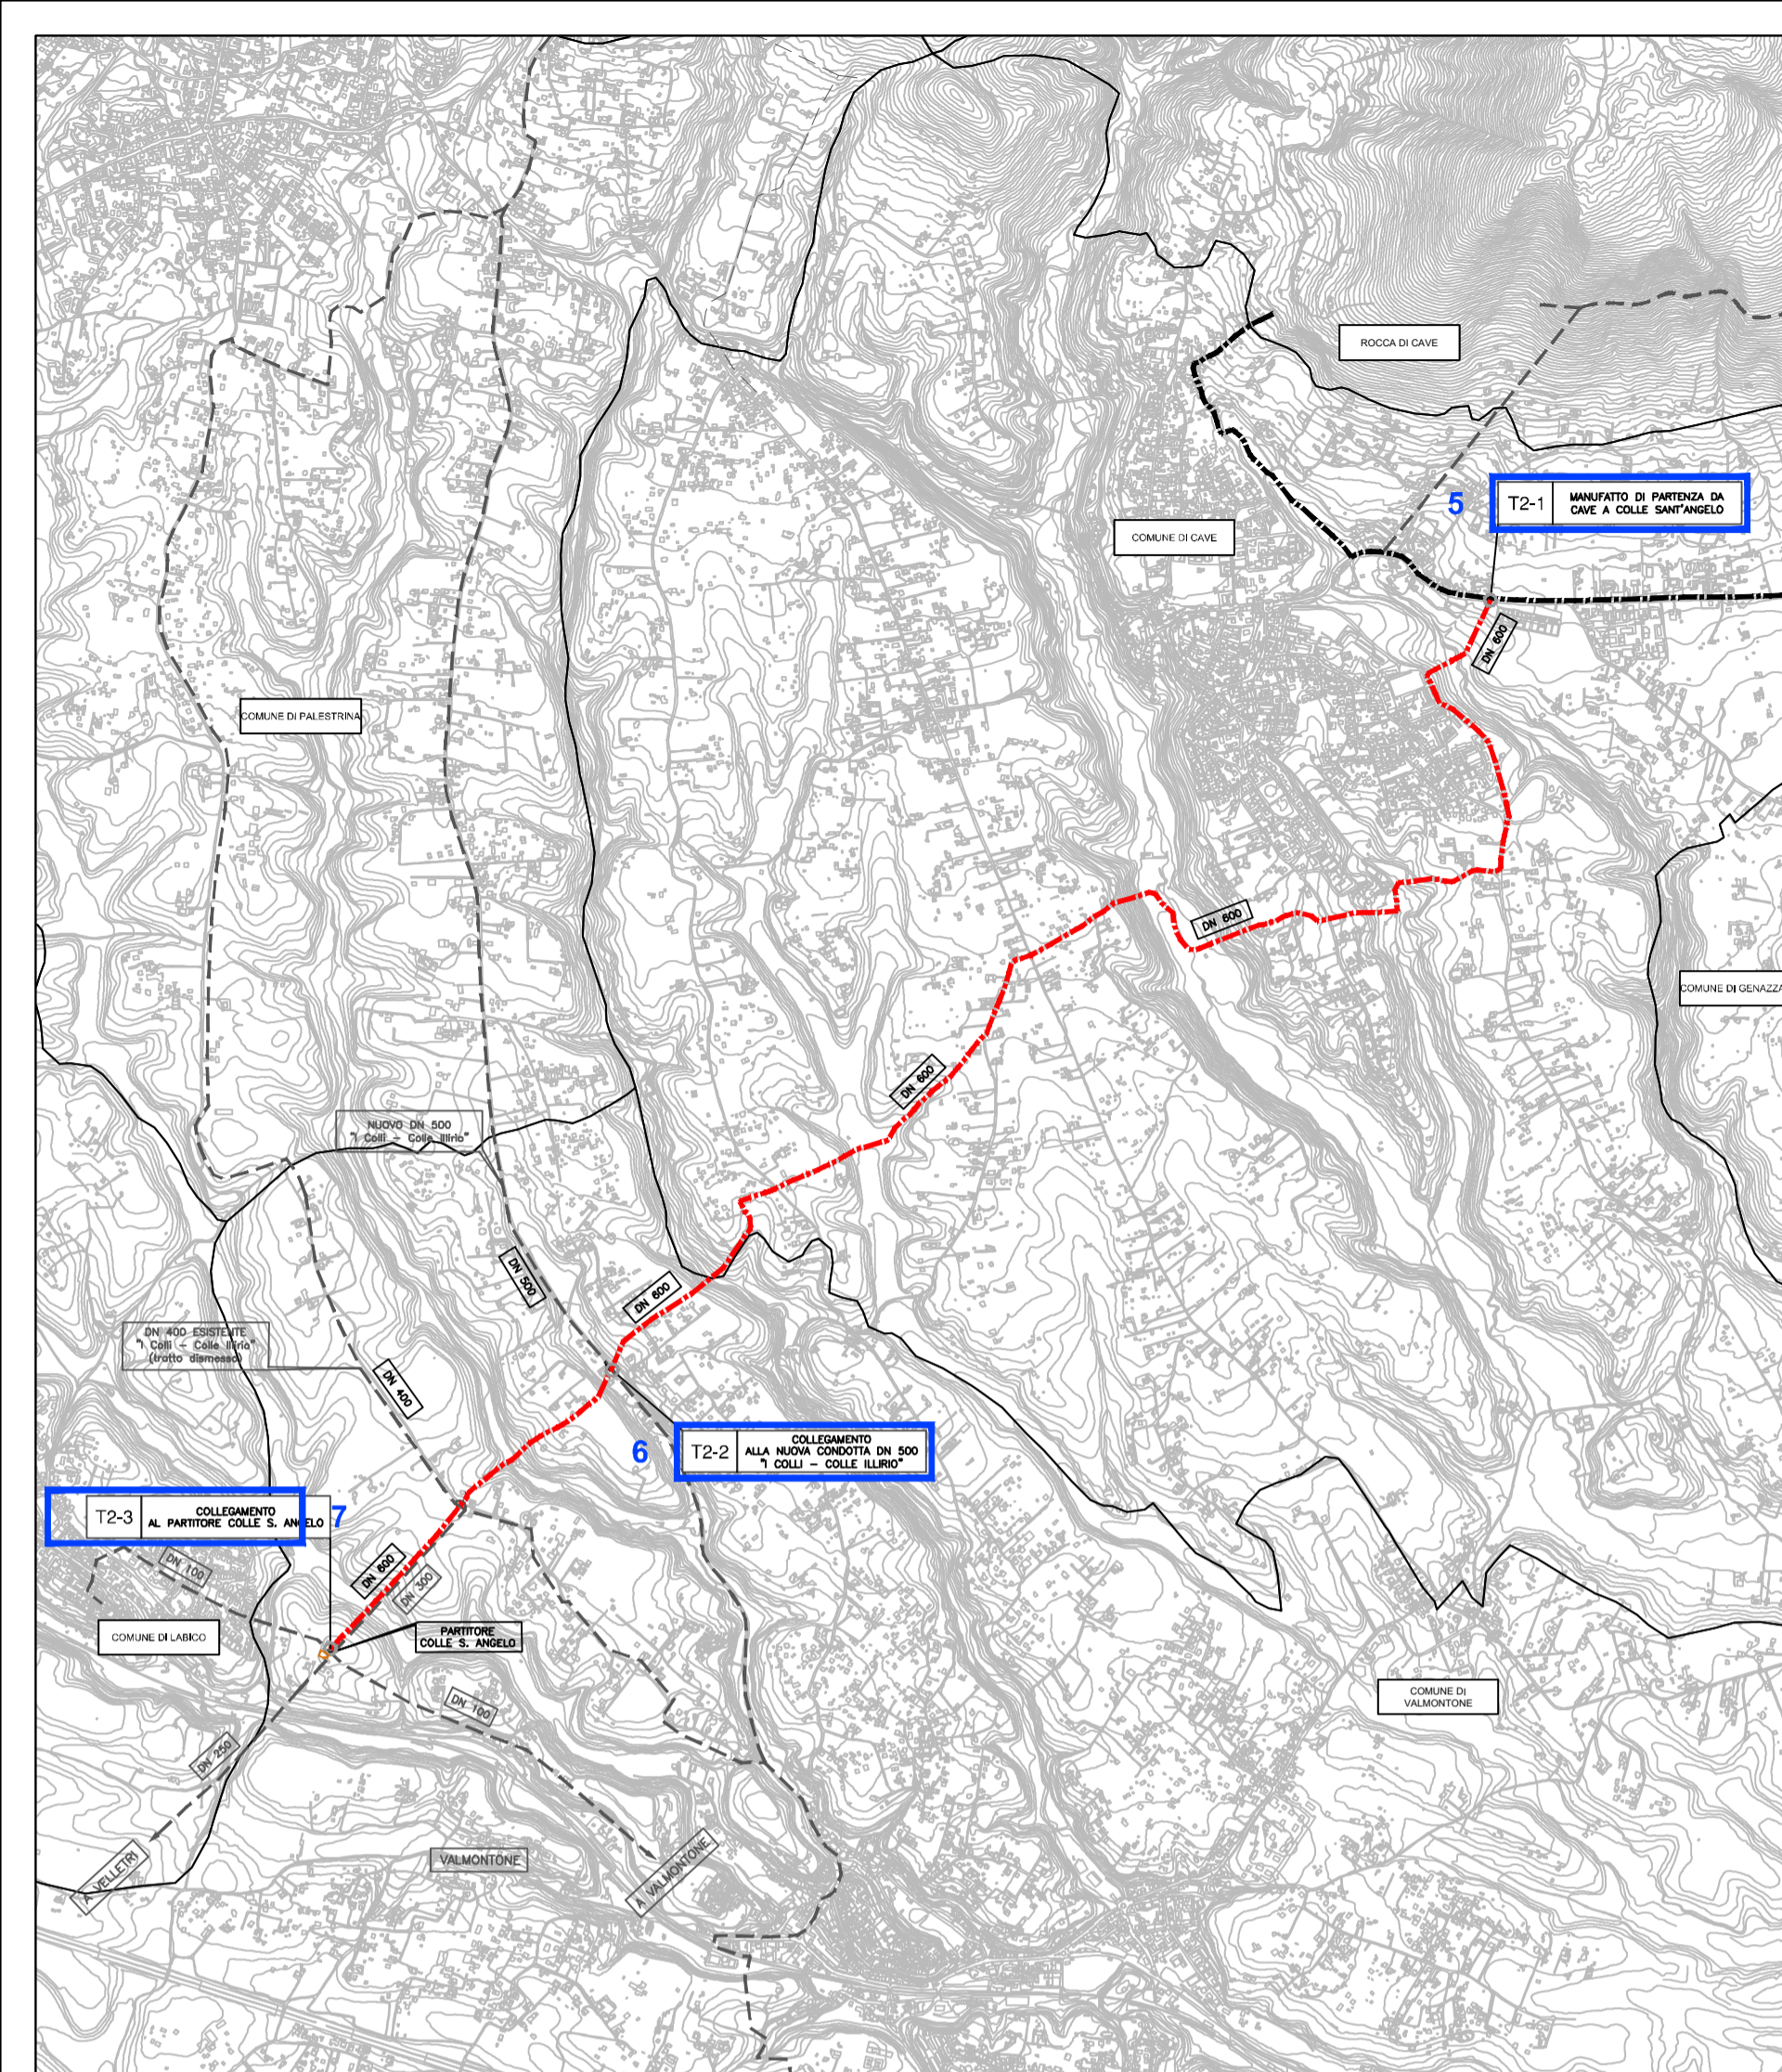 ROCCA DI CAVE
5
T2-1
MANUFATTO DI PARTENZA DA
CAVE A COLLE SANT'ANGELO
COMUNE DI CAVE
DN 600
COMUNE DI PALESTRINA
DN 600
COMUNE DI GENAZZA
DN 600
NUOVO DN 500
"I Colli - Colle Illirio"
DN 500
DN 600
DN 400 ESISTENTE
"I Colli - Colle Illirio"
(tratto dismesso)
DN 400
6
T2-2
COLLEGAMENTO
ALLA NUOVA CONDOTTA DN 500
"I COLLI - COLLE ILLIRIO"
T2-3
COLLEGAMENTO
AL PARTITORE COLLE S. ANGELO
7
DN 100
DN 600
DN 300
COMUNE DI LABICO
PARTITORE
COLLE S. ANGELO
DN 100
COMUNE DI
VALMONTONE
DN 250
A VELLETRI
VALMONTONE
A VALMONTONE